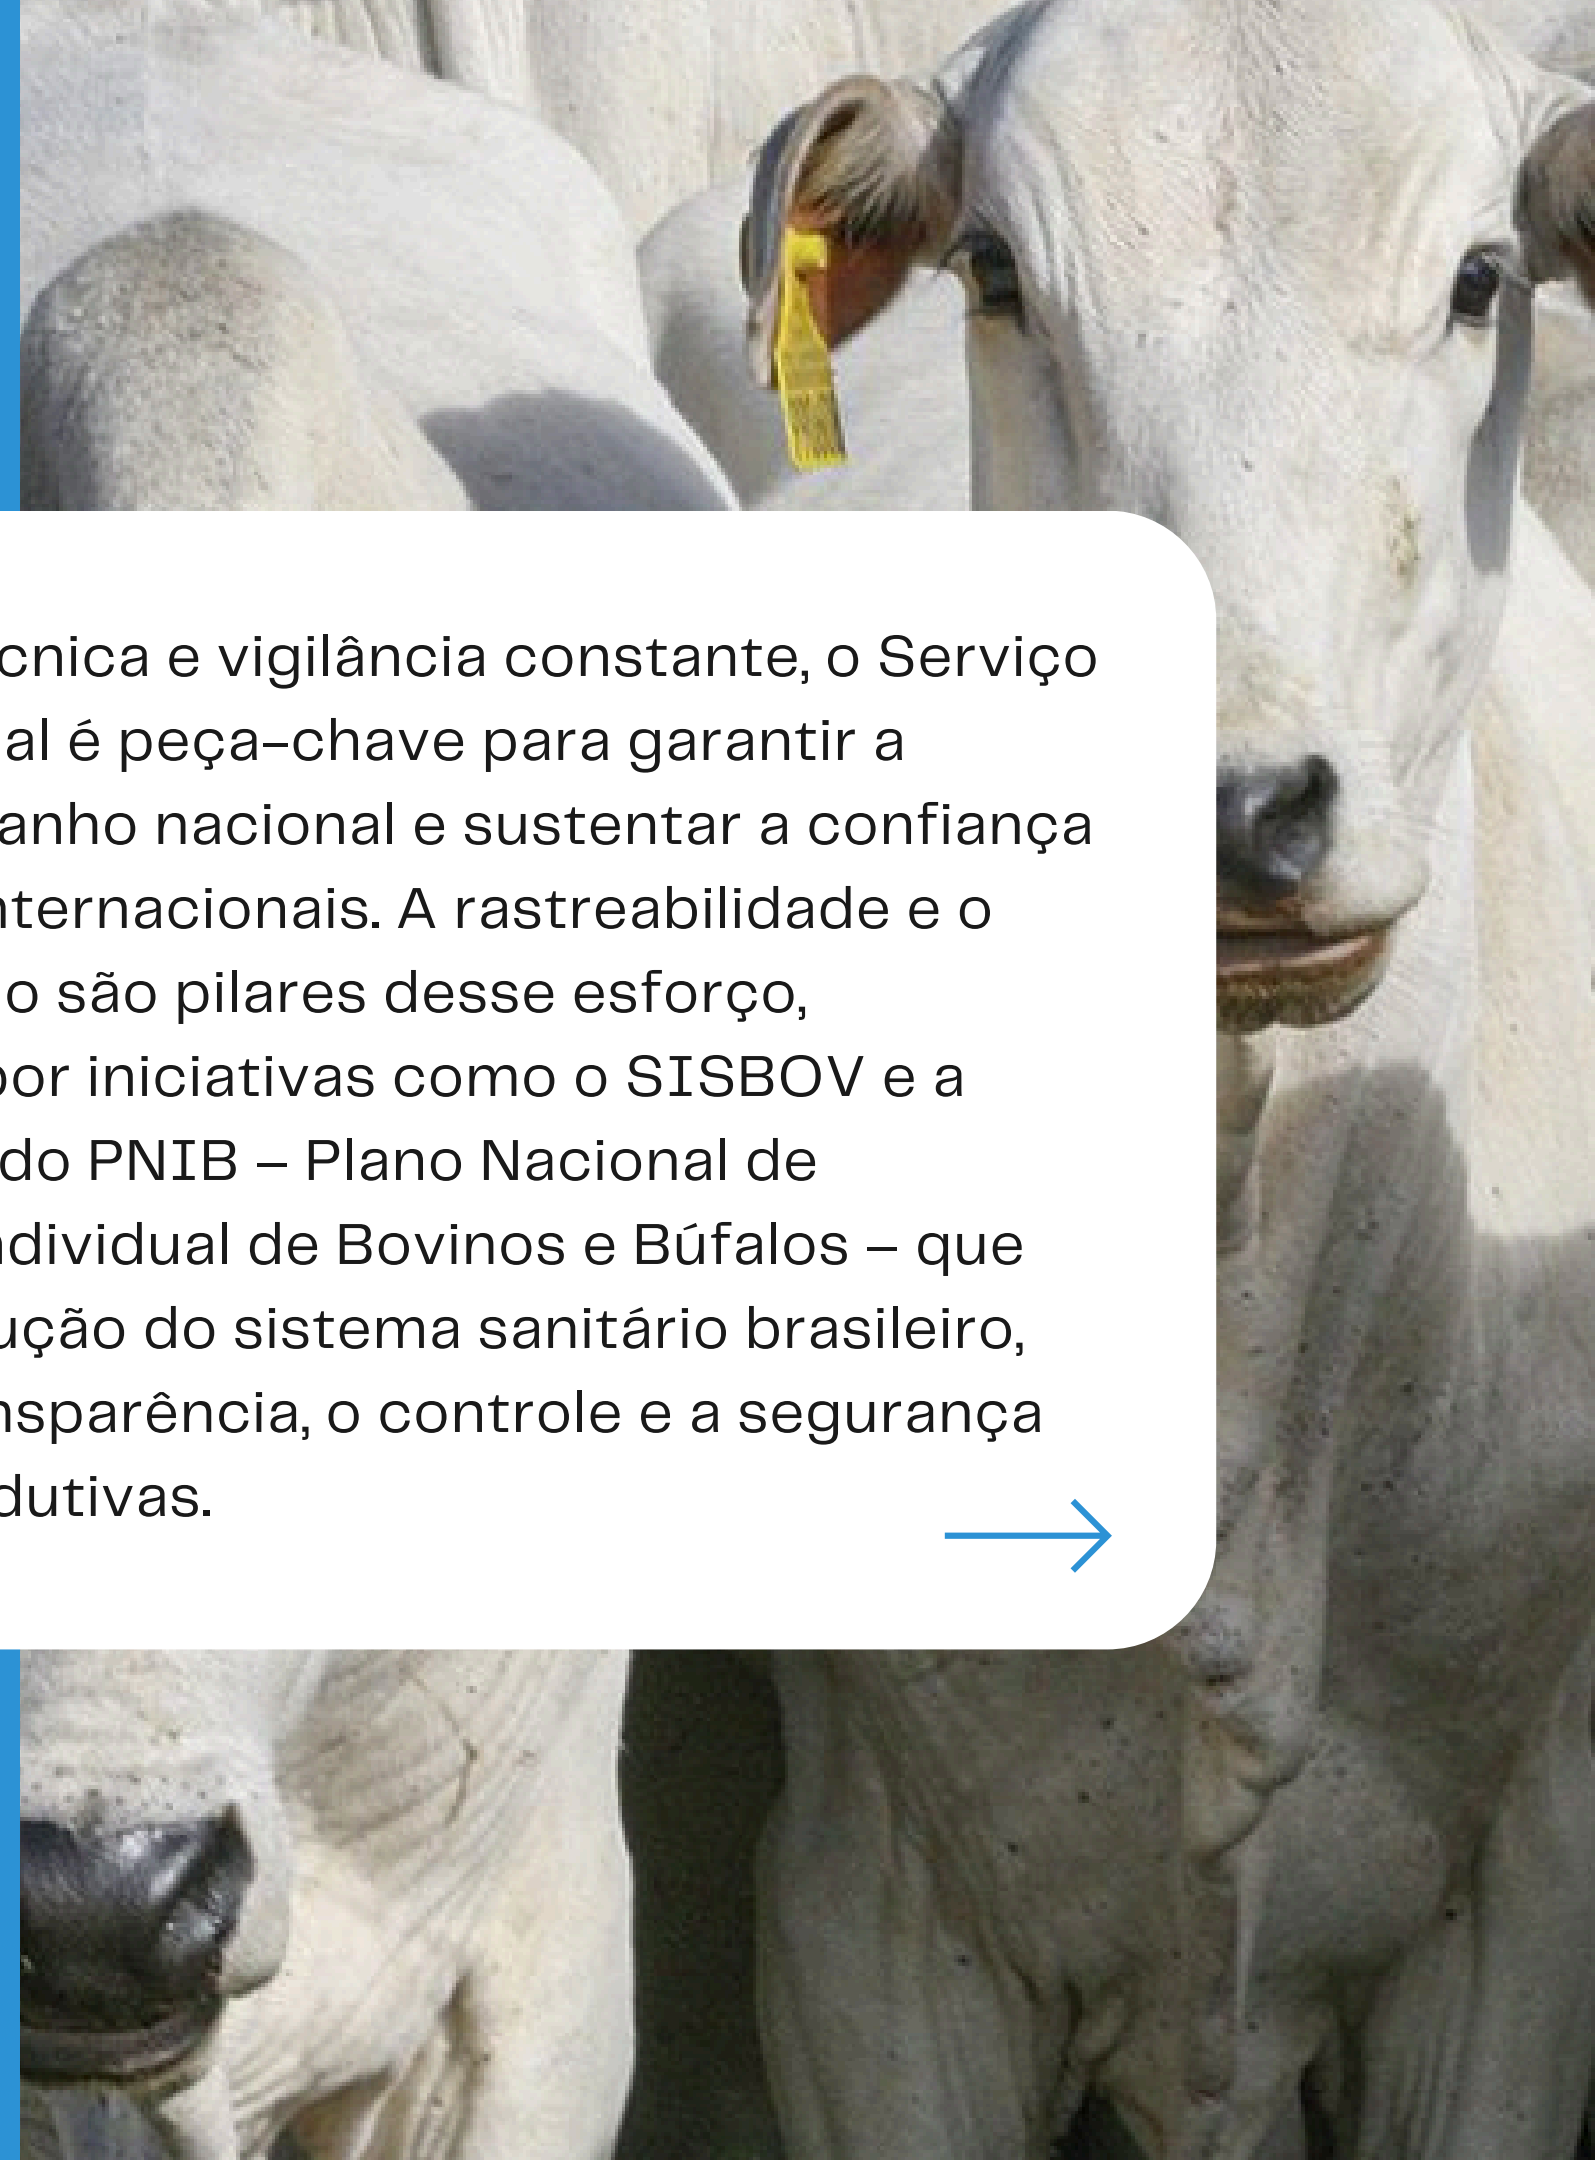 cnica e vigilância constante, o Serviço
al é peça-chave para garantir a
anho nacional e sustentar a confiança
nternacionais. A rastreabilidade e o
o são pilares desse esforço,
por iniciativas como o SISBOV e a
do PNIB – Plano Nacional de
ndividual de Bovinos e Búfalos – que
ução do sistema sanitário brasileiro,
nsparência, o controle e a segurança
dutivas.